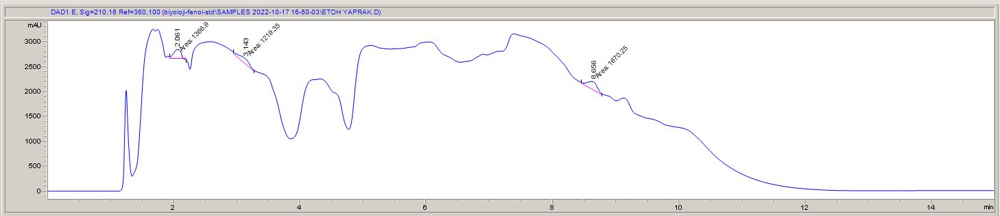 DAD1 E, Sig=210,16 Ref=360,100 (biyoloji-fenol-std\SAMPLES 2022-10-17 16-50-03\ETOH YAPRAK.D)
mAU
3000
2500
2000
1500
1000
500
0
2.061
Area: 1366.9
3.143
Area: 1219.35
8.656
Area: 1670.25
2
4
6
8
10
12
14
min